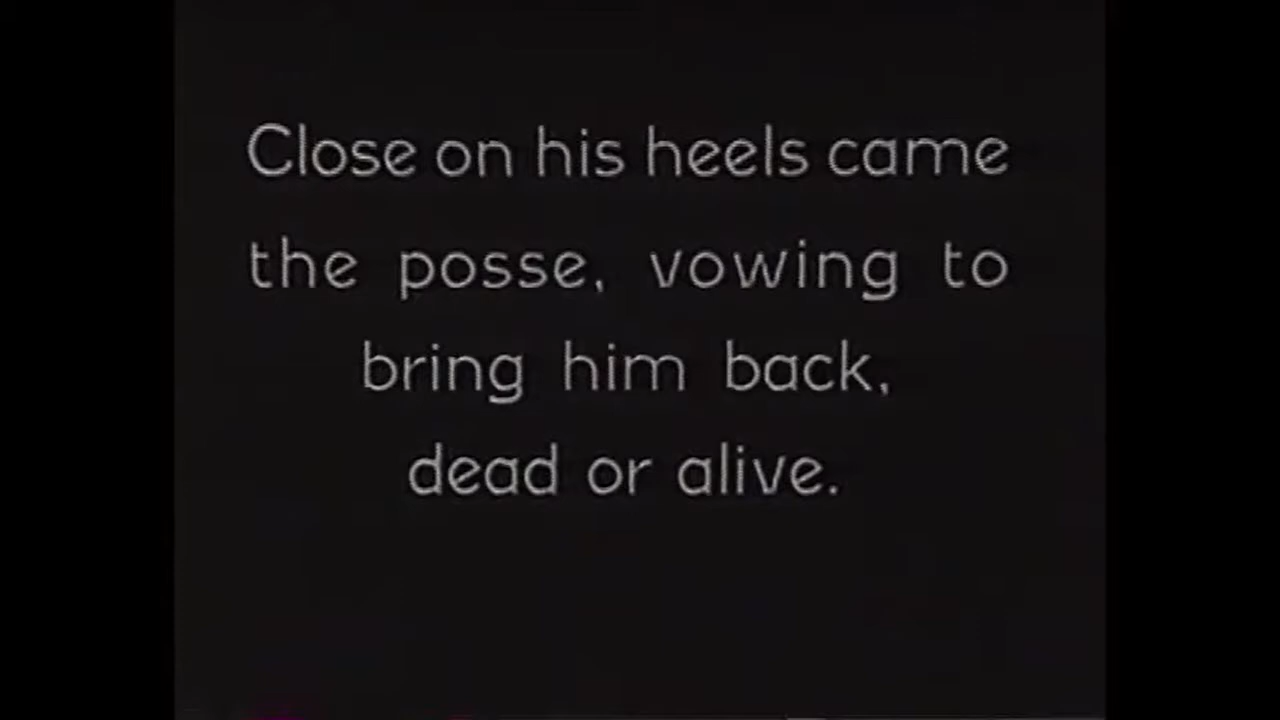 Close on his heels came
the posse, vowing to
bring him back,
dead or alive.